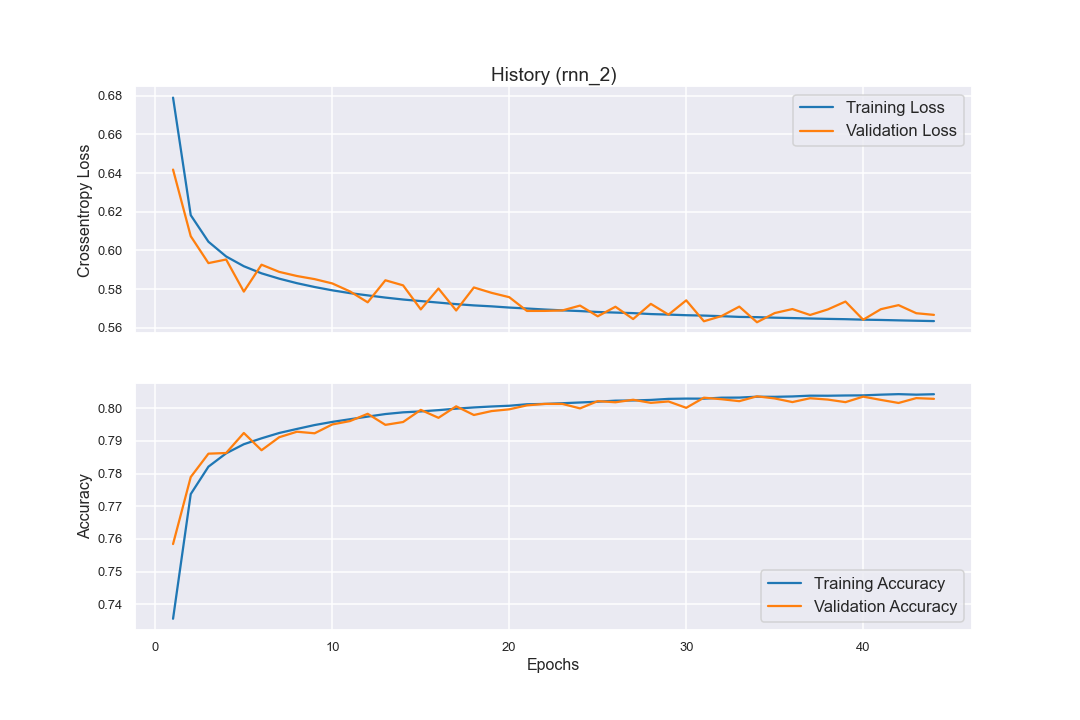 History (rnn_2)
0.68
0.66
0.64
0.62
0.60
0.58
0.56
Crossentropy Loss
Training Loss
Validation Loss
0.80
0.79
0.78
0.77
0.76
0.75
0.74
Accuracy
Training Accuracy
Validation Accuracy
0 10 20 30 40
Epochs